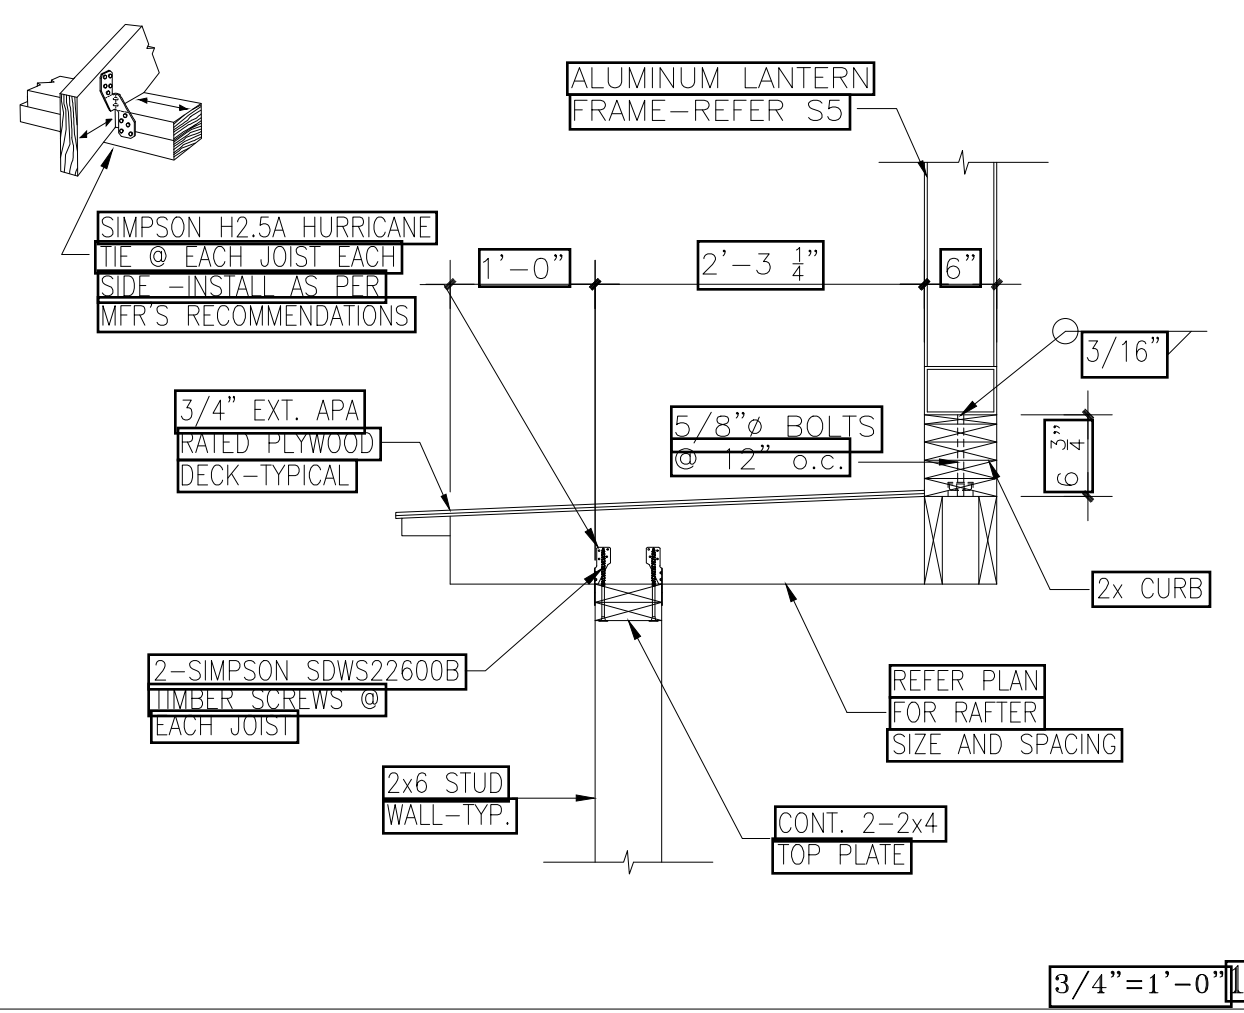 ALUMINUM LANTERN
FRAME-REFER S5
SIMPSON H2.5A HURRICANE
TIE @ EACH JOIST EACH
SIDE -INSTALL AS PER
MFR'S RECOMMENDATIONS
1'-0"
2'-3 1/4"
6"
3/16"
3/4" EXT. APA
RATED PLYWOOD
DECK-TYPICAL
5/8"ø BOLTS
@ 12" o.c.
6 3/4"
2x CURB
2-SIMPSON SDWS22600B
TIMBER SCREWS @
EACH JOIST
REFER PLAN
FOR RAFTER
SIZE AND SPACING
2x6 STUD
WALL-TYP.
CONT. 2-2x4
TOP PLATE
3/4"=1'-0"